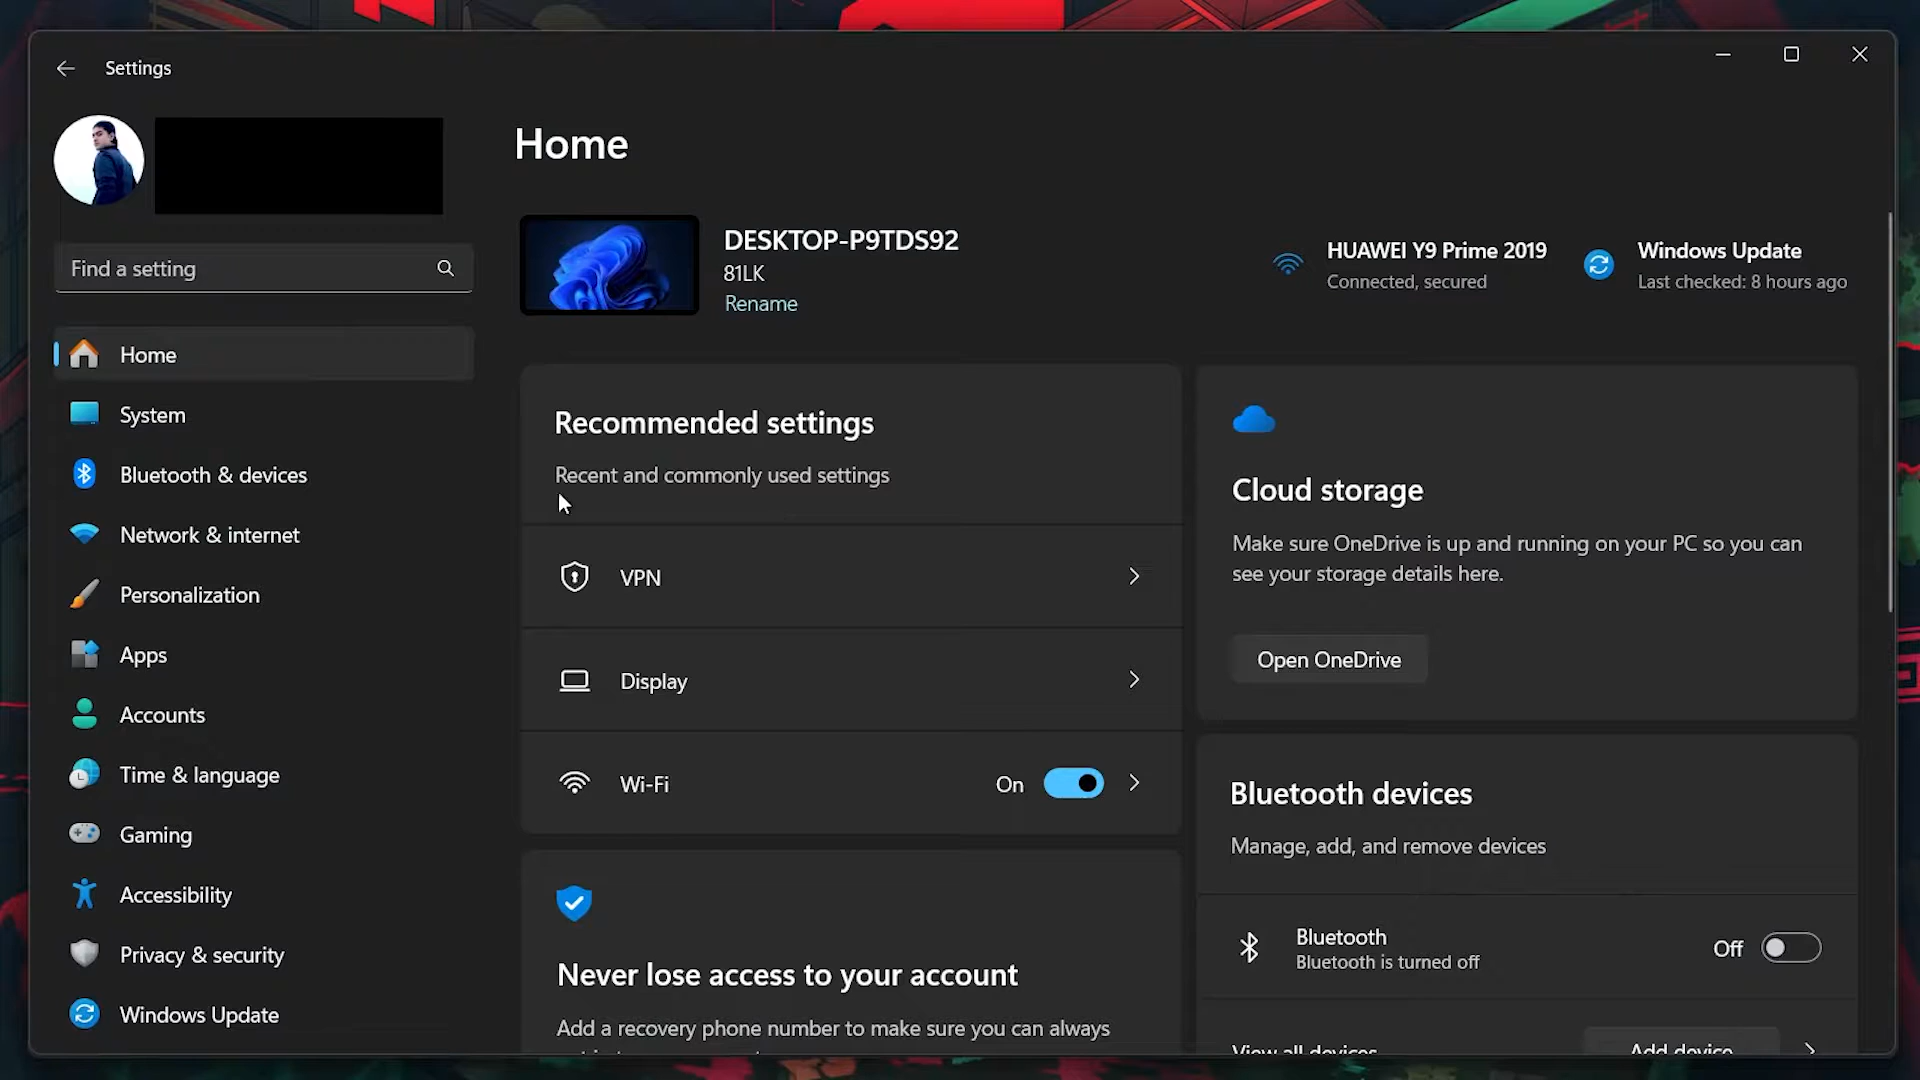 Settings
Find a setting
Home
System
Bluetooth & devices
Network & internet
Personalization
Apps
Accounts
Time & language
Gaming
Accessibility
Privacy & security
Windows Update
Home
DESKTOP-P9TDS92
81LK
Rename
HUAWEI Y9 Prime 2019
Connected, secured
Windows Update
Last checked: 8 hours ago
Recommended settings
Recent and commonly used settings
VPN
Display
Wi-Fi
On
Never lose access to your account
Add a recovery phone number to make sure you can always
Cloud storage
Make sure OneDrive is up and running on your PC so you can
see your storage details here.
Open OneDrive
Bluetooth devices
Manage, add, and remove devices
Bluetooth
Bluetooth is turned off
Off
View all devices
Add device